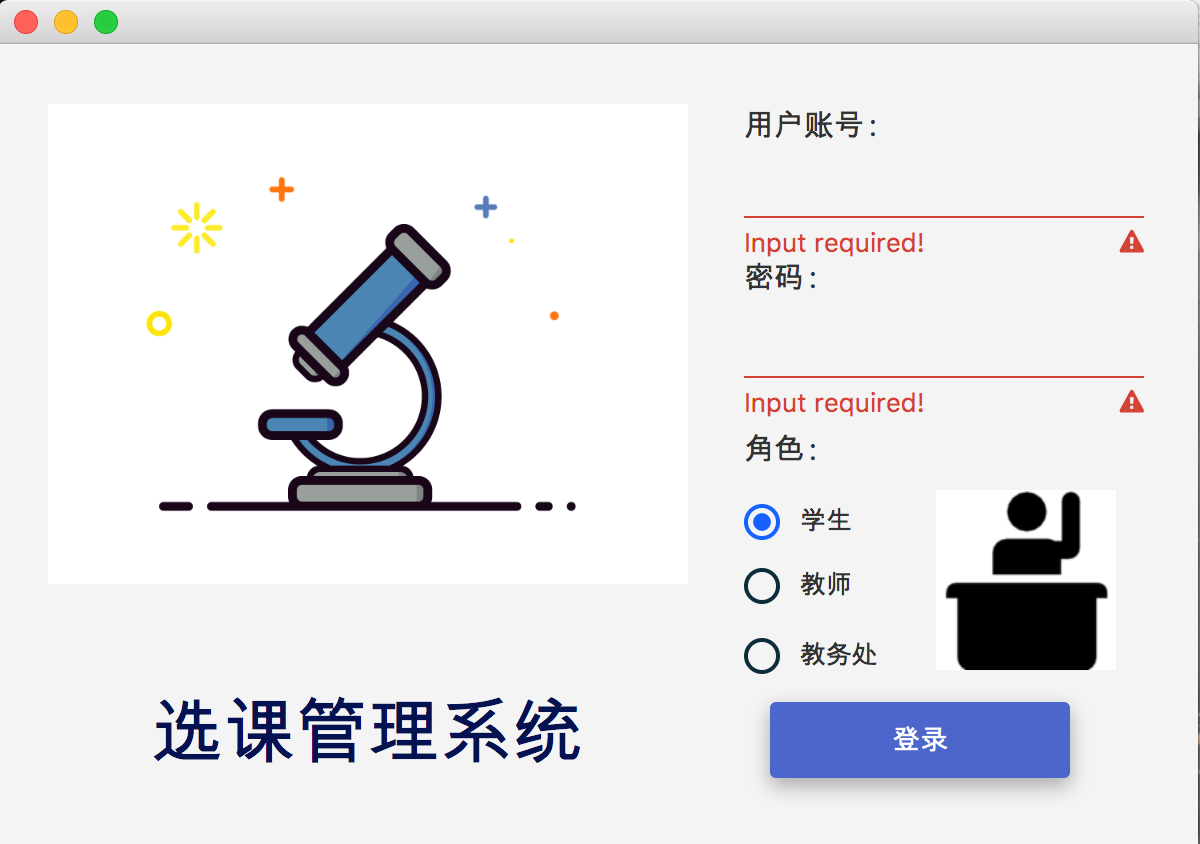 用户账号：
Input required!
密码：
Input required!
角色：
学生
教师
教务处
登录
选课管理系统